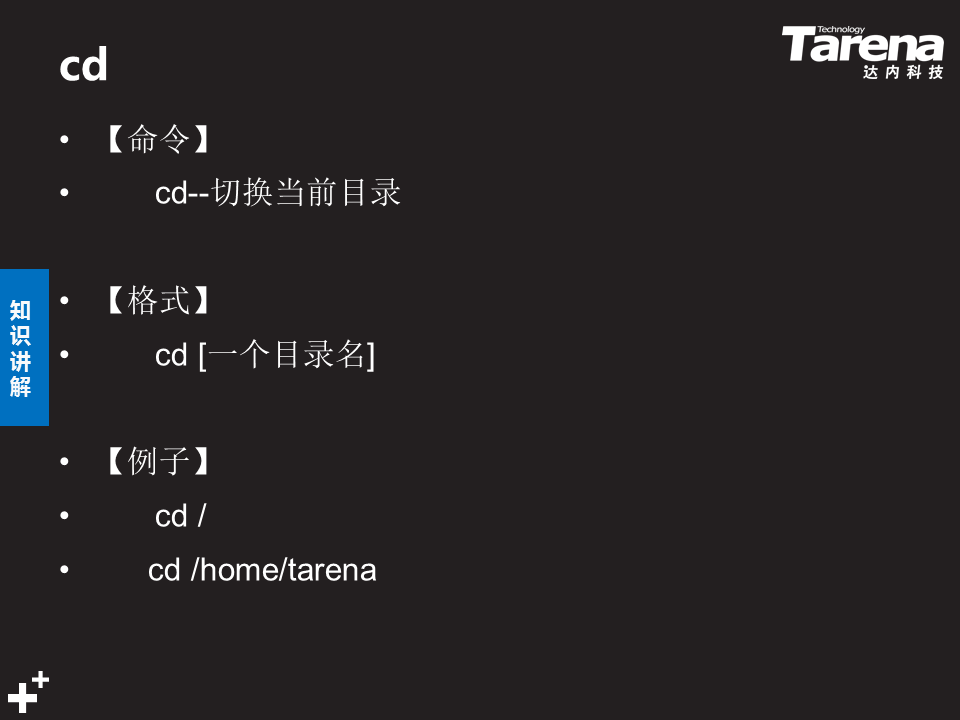 cd
Technology
Tarena
达内科技
• 【命令】
• cd--切换当前目录
• 【格式】
• cd [一个目录名]
• 【例子】
• cd /
• cd /home/tarena
知识讲解